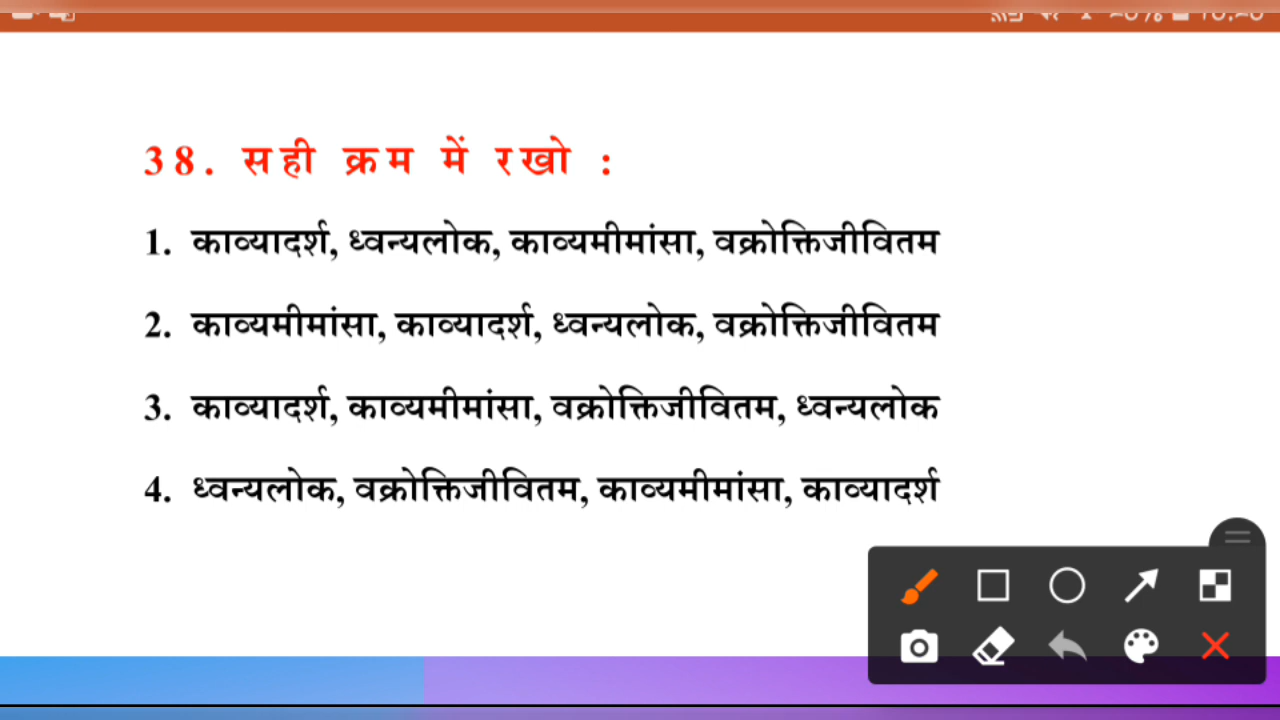 38. सही क्रम में रखो :
1. काव्यादर्श, ध्वन्यलोक, काव्यमीमांसा, वक्रोक्तिजीवितम
2. काव्यमीमांसा, काव्यादर्श, ध्वन्यलोक, वक्रोक्तिजीवितम
3. काव्यादर्श, काव्यमीमांसा, वक्रोक्तिजीवितम, ध्वन्यलोक
4. ध्वन्यलोक, वक्रोक्तिजीवितम, काव्यमीमांसा, काव्यादर्श